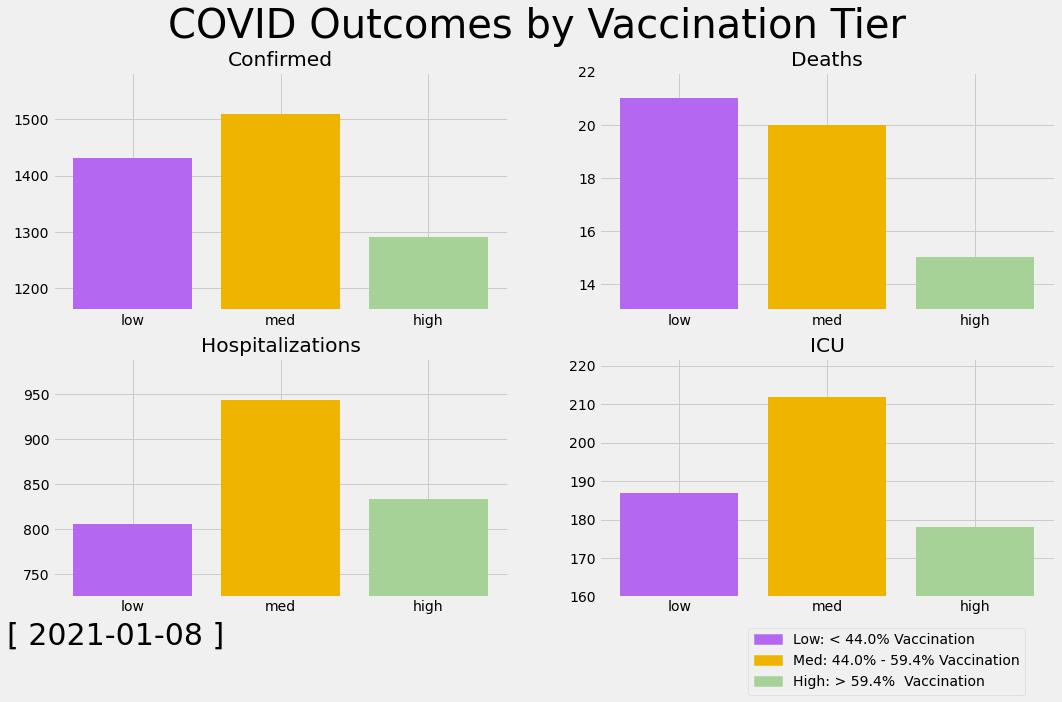 COVID Outcomes by Vaccination Tier
Confirmed
1500
1400
1300
1200
low med high
Deaths
22
20
18
16
14
low med high
Hospitalizations
950
900
850
800
750
low med high
ICU
220
210
200
190
180
170
160
low med high
[ 2021-01-08 ]
Low: < 44.0% Vaccination
Med: 44.0% - 59.4% Vaccination
High: > 59.4%  Vaccination